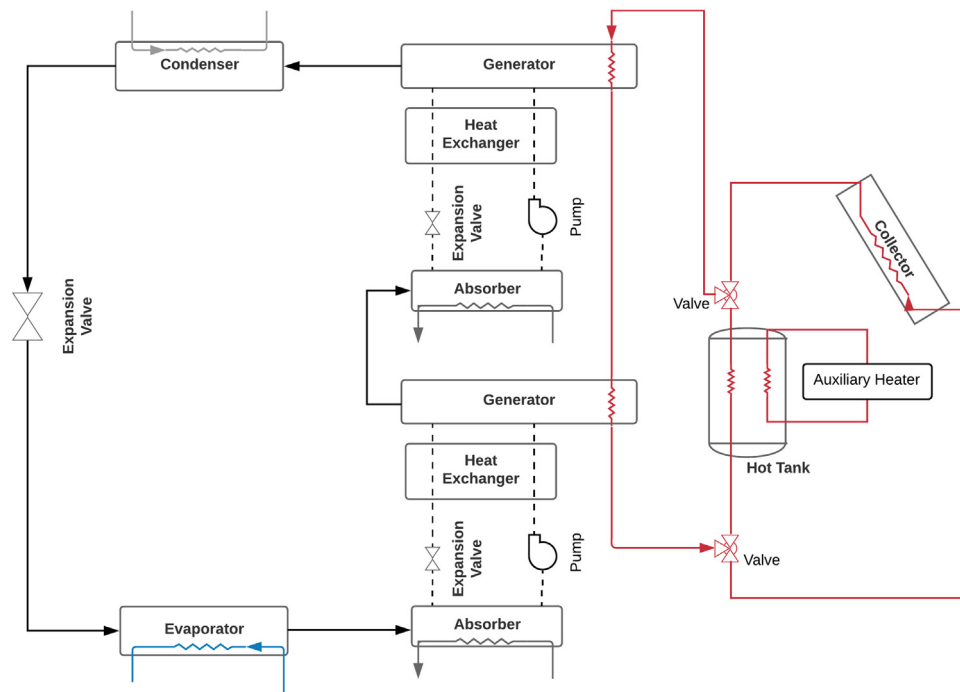 Condenser
Generator
Heat
Exchanger
Expansion
Valve
Pump
Collector
Absorber
Valve
Expansion
Valve
Auxiliary Heater
Generator
Heat
Exchanger
Hot Tank
Expansion
Valve
Pump
Valve
Evaporator
Absorber